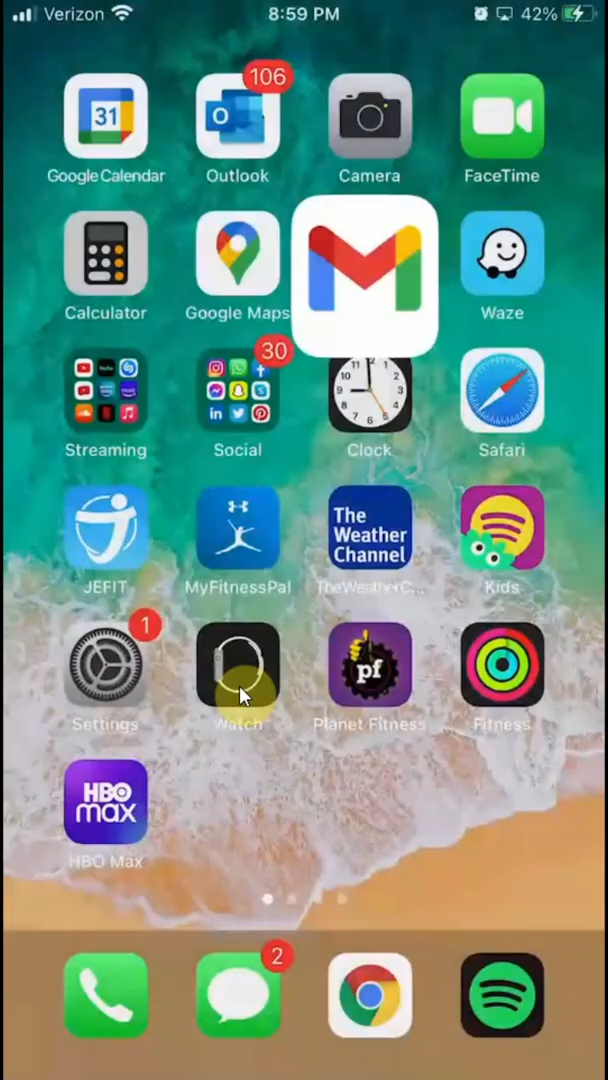 Verizon 8:59 PM 42%
106
31
Google Calendar Outlook Camera FaceTime
Calculator Google Maps Waze
30
Streaming Social Clock Safari
The
Weather
Channel
JEFIT MyFitnessPal TheWeatherC... Kids
1
pf
Settings Watch Planet Fitness Fitness
HBO
max
HBO Max
2